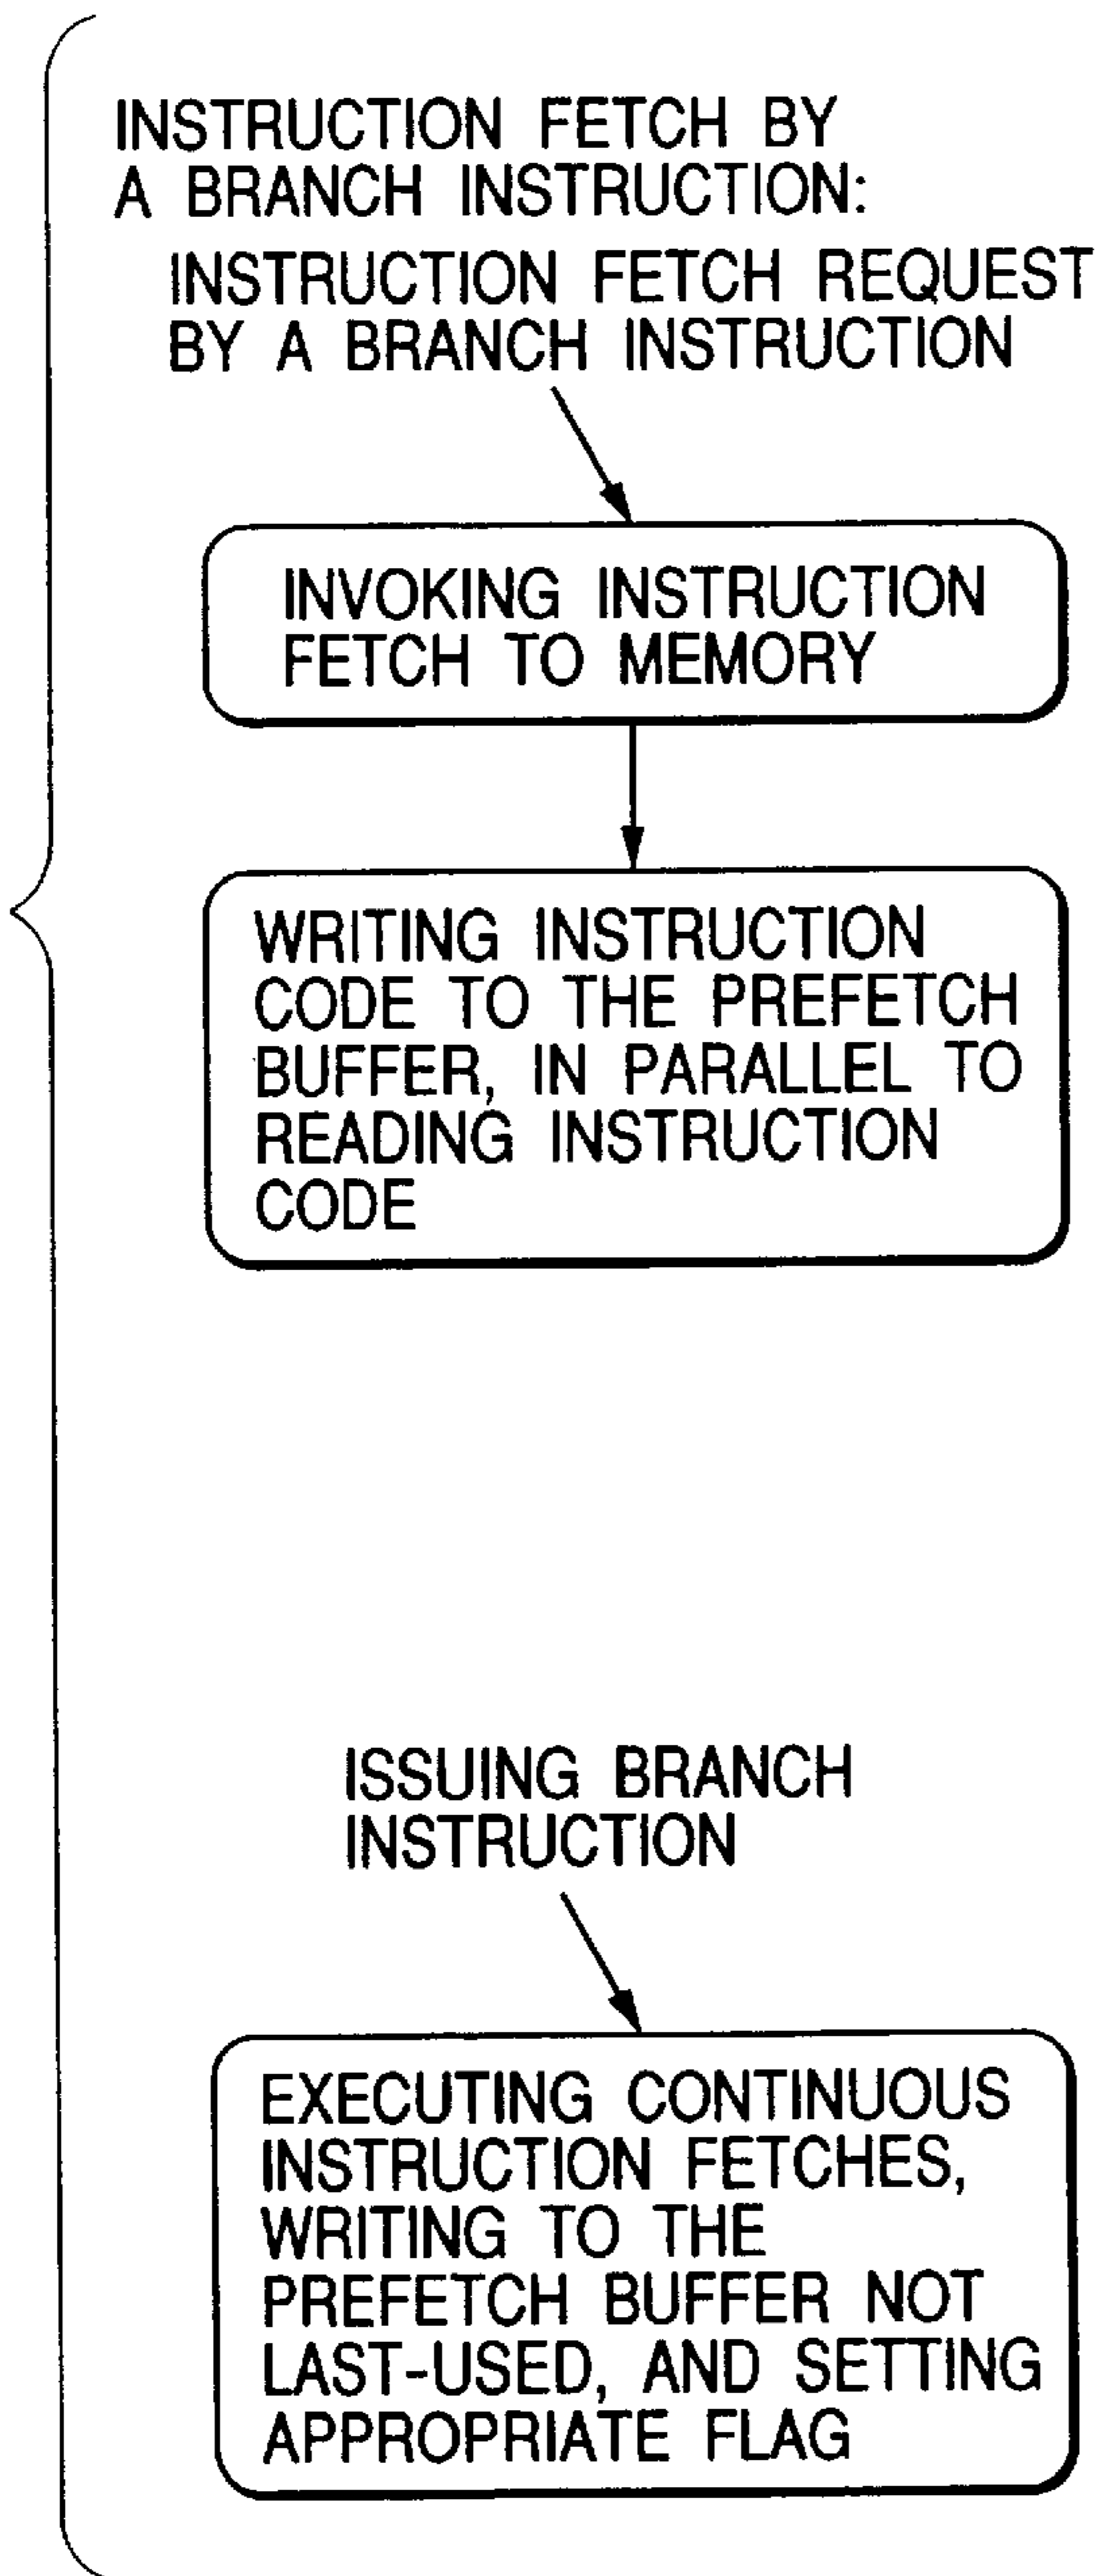 INSTRUCTION FETCH BY
A BRANCH INSTRUCTION:
INSTRUCTION FETCH REQUEST
BY A BRANCH INSTRUCTION
INVOKING INSTRUCTION
FETCH TO MEMORY
WRITING INSTRUCTION
CODE TO THE PREFETCH
BUFFER, IN PARALLEL TO
READING INSTRUCTION
CODE
ISSUING BRANCH
INSTRUCTION
EXECUTING CONTINUOUS
INSTRUCTION FETCHES,
WRITING TO THE
PREFETCH BUFFER NOT
LAST-USED, AND SETTING
APPROPRIATE FLAG